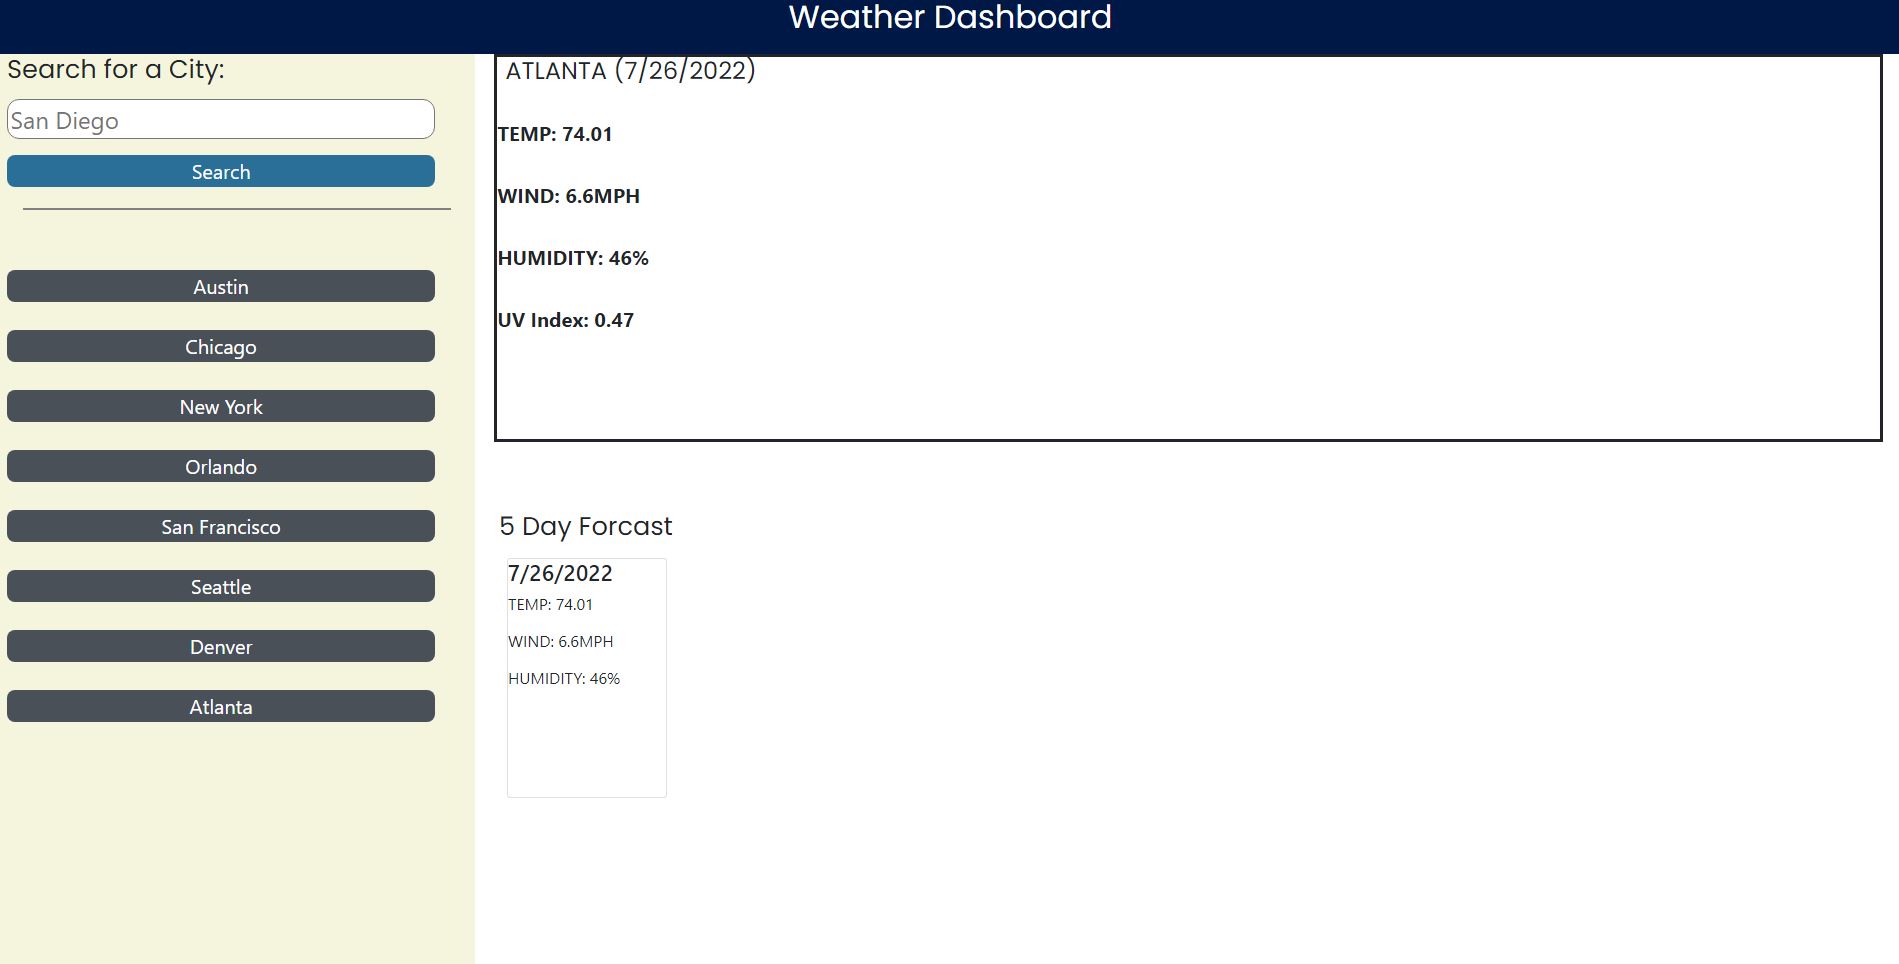 Weather Dashboard
Search for a City:
San Diego
Search
Austin
Chicago
New York
Orlando
San Francisco
Seattle
Denver
Atlanta
ATLANTA (7/26/2022)
TEMP: 74.01
WIND: 6.6MPH
HUMIDITY: 46%
UV Index: 0.47
5 Day Forcast
7/26/2022
TEMP: 74.01
WIND: 6.6MPH
HUMIDITY: 46%